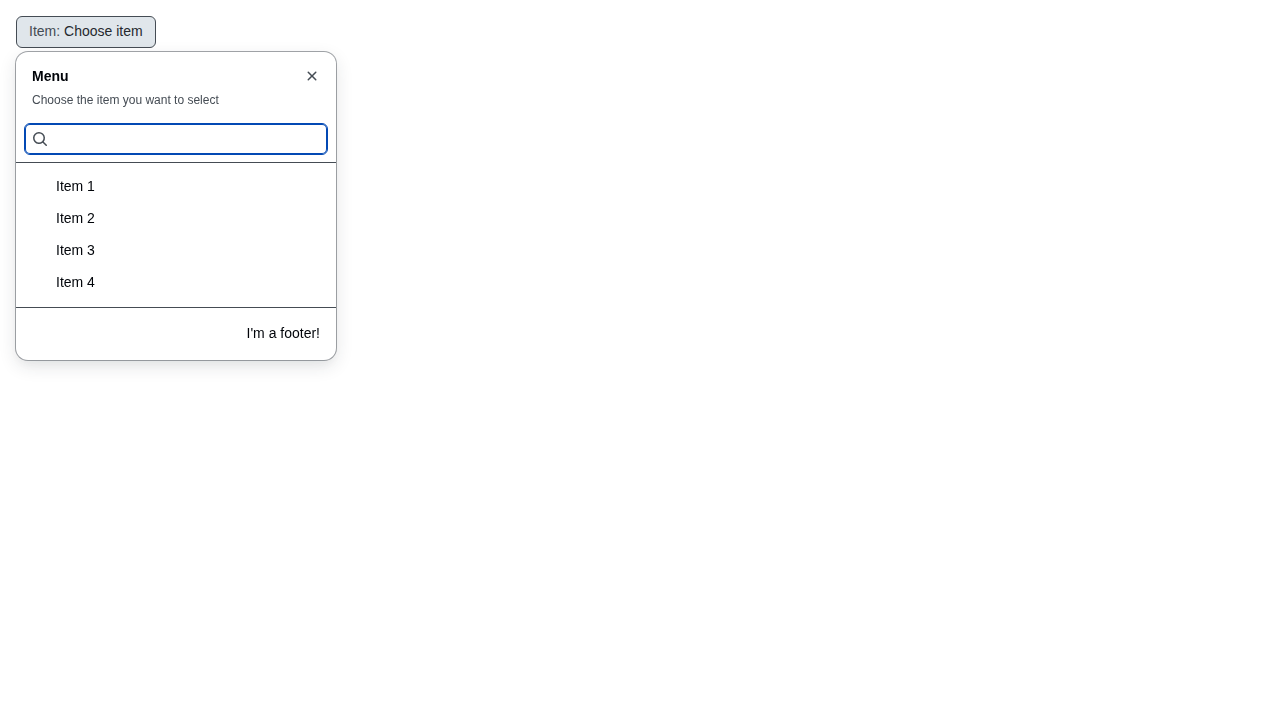 Item: Choose item
Menu
Choose the item you want to select
Item 1
Item 2
Item 3
Item 4
I'm a footer!